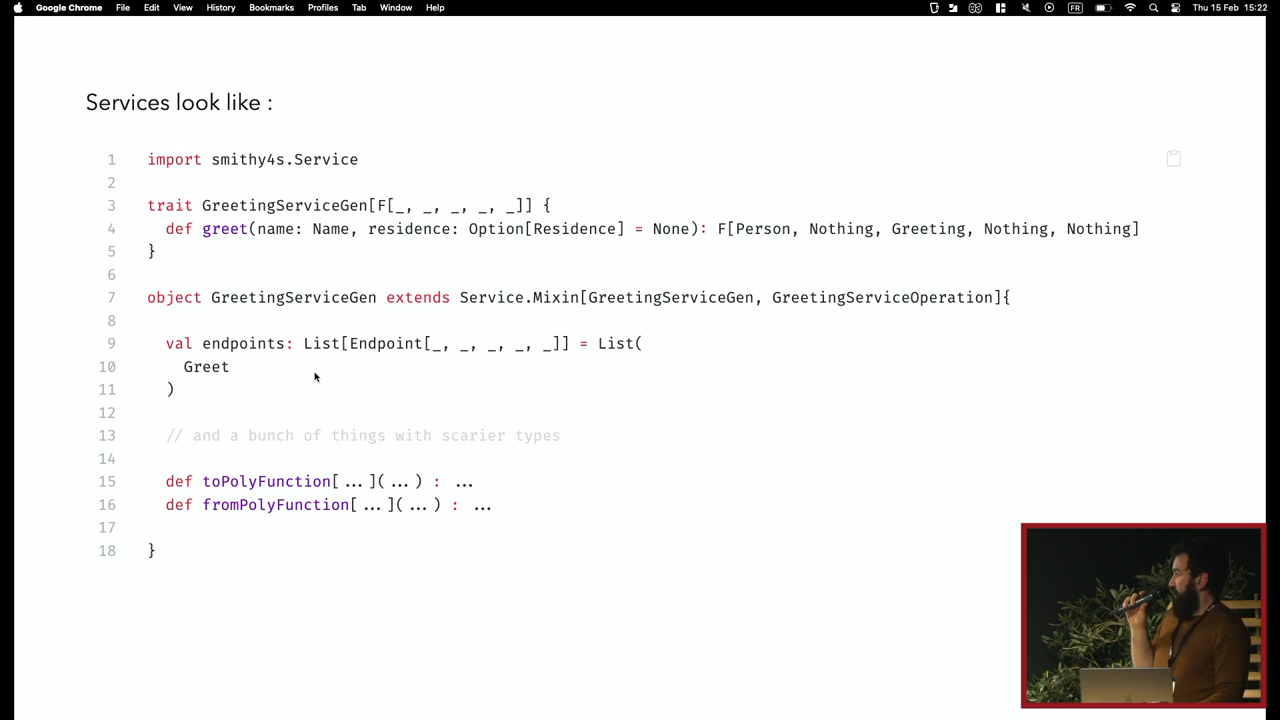 Google Chrome File Edit View History Bookmarks Profiles Tab Window Help FR Thu 15 Feb 15:22
Services look like :
1 import smithy4s.Service
2
3 trait GreetingServiceGen[F[_, _, _, _, _]] {
4   def greet(name: Name, residence: Option[Residence] = None): F[Person, Nothing, Greeting, Nothing, Nothing]
5 }
6
7 object GreetingServiceGen extends Service.Mixin[GreetingServiceGen, GreetingServiceOperation]{
8
9   val endpoints: List[Endpoint[_, _, _, _, _]] = List(
10     Greet
11   )
12
13   // and a bunch of things with scarier types
14
15   def toPolyFunction[...](...) : ...
16   def fromPolyFunction[...](...) : ...
17
18 }